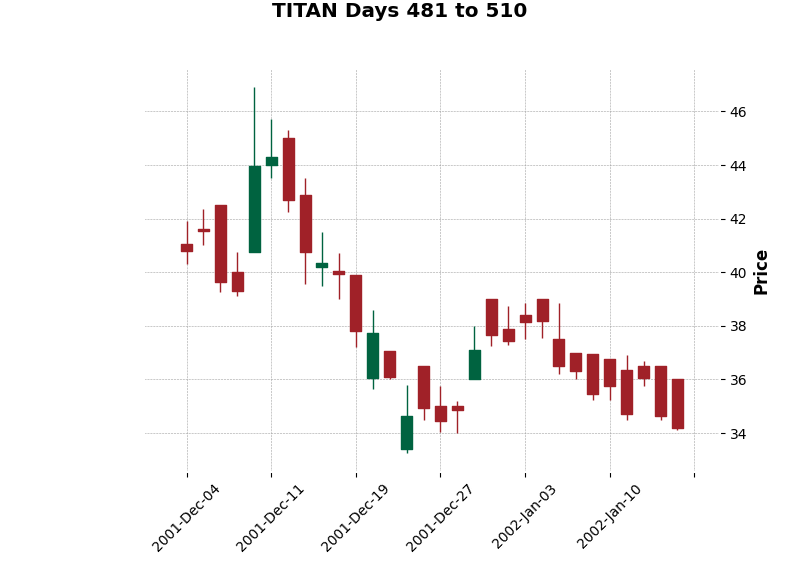 TITAN Days 481 to 510
46
44
42
40
38
36
34
Price
2001-Dec-04
2001-Dec-11
2001-Dec-19
2001-Dec-27
2002-Jan-03
2002-Jan-10